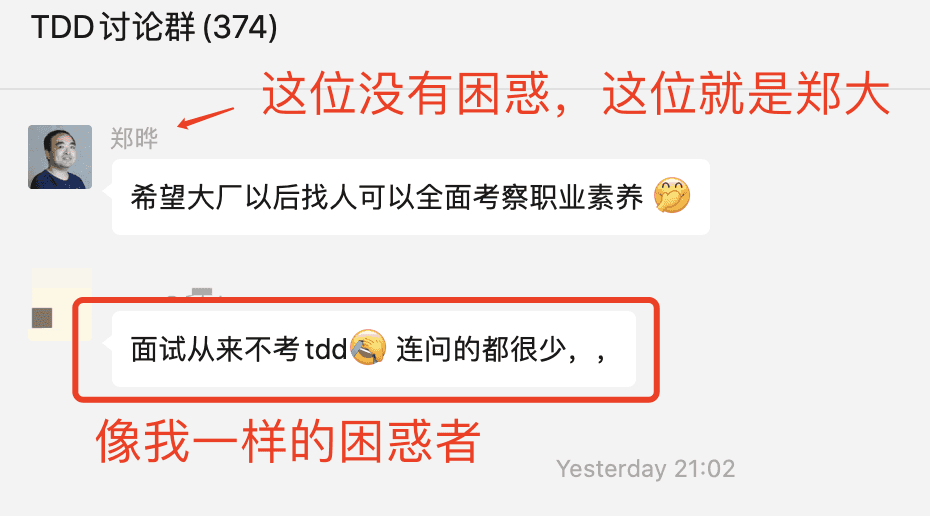 TDD讨论群(374)
这位没有困惑，这位就是郑大
郑晔
希望大厂以后找人可以全面考察职业素养🤭
面试从来不考tdd🤦连问的都很少，，
像我一样的困惑者
Yesterday 21:02